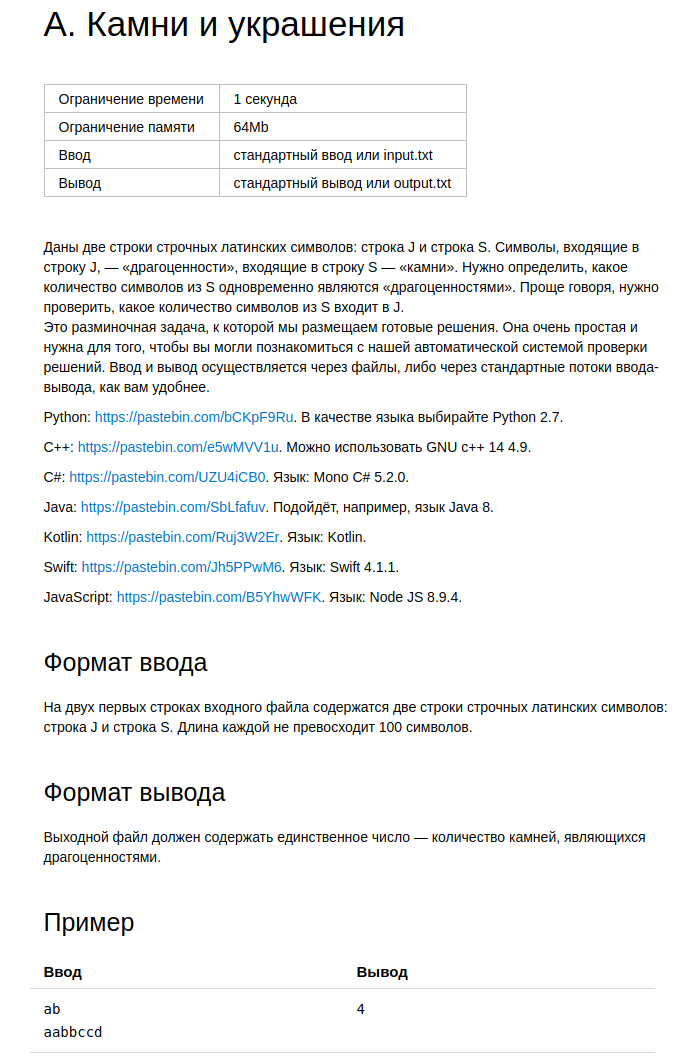 A. Камни и украшения
Ограничение времени 1 секунда
Ограничение памяти 64Mb
Ввод стандартный ввод или input.txt
Вывод стандартный вывод или output.txt
Даны две строки строчных латинских символов: строка J и строка S. Символы, входящие в
строку J, — «драгоценности», входящие в строку S — «камни». Нужно определить, какое
количество символов из S одновременно являются «драгоценностями». Проще говоря, нужно
проверить, какое количество символов из S входит в J.
Это разминочная задача, к которой мы размещаем готовые решения. Она очень простая и
нужна для того, чтобы вы могли познакомиться с нашей автоматической системой проверки
решений. Ввод и вывод осуществляется через файлы, либо через стандартные потоки ввода-
вывода, как вам удобнее.
Python: https://pastebin.com/bCKpF9Ru. В качестве языка выбирайте Python 2.7.
C++: https://pastebin.com/e5wMVV1u. Можно использовать GNU c++ 14 4.9.
C#: https://pastebin.com/UZU4iCB0. Язык: Mono C# 5.2.0.
Java: https://pastebin.com/SbLfafuv. Подойдёт, например, язык Java 8.
Kotlin: https://pastebin.com/Ruj3W2Er. Язык: Kotlin.
Swift: https://pastebin.com/Jh5PPwM6. Язык: Swift 4.1.1.
JavaScript: https://pastebin.com/B5YhwWFK. Язык: Node JS 8.9.4.
Формат ввода
На двух первых строках входного файла содержатся две строки строчных латинских символов:
строка J и строка S. Длина каждой не превосходит 100 символов.
Формат вывода
Выходной файл должен содержать единственное число — количество камней, являющихся
драгоценностями.
Пример
Ввод Вывод
ab 4
aabbccd